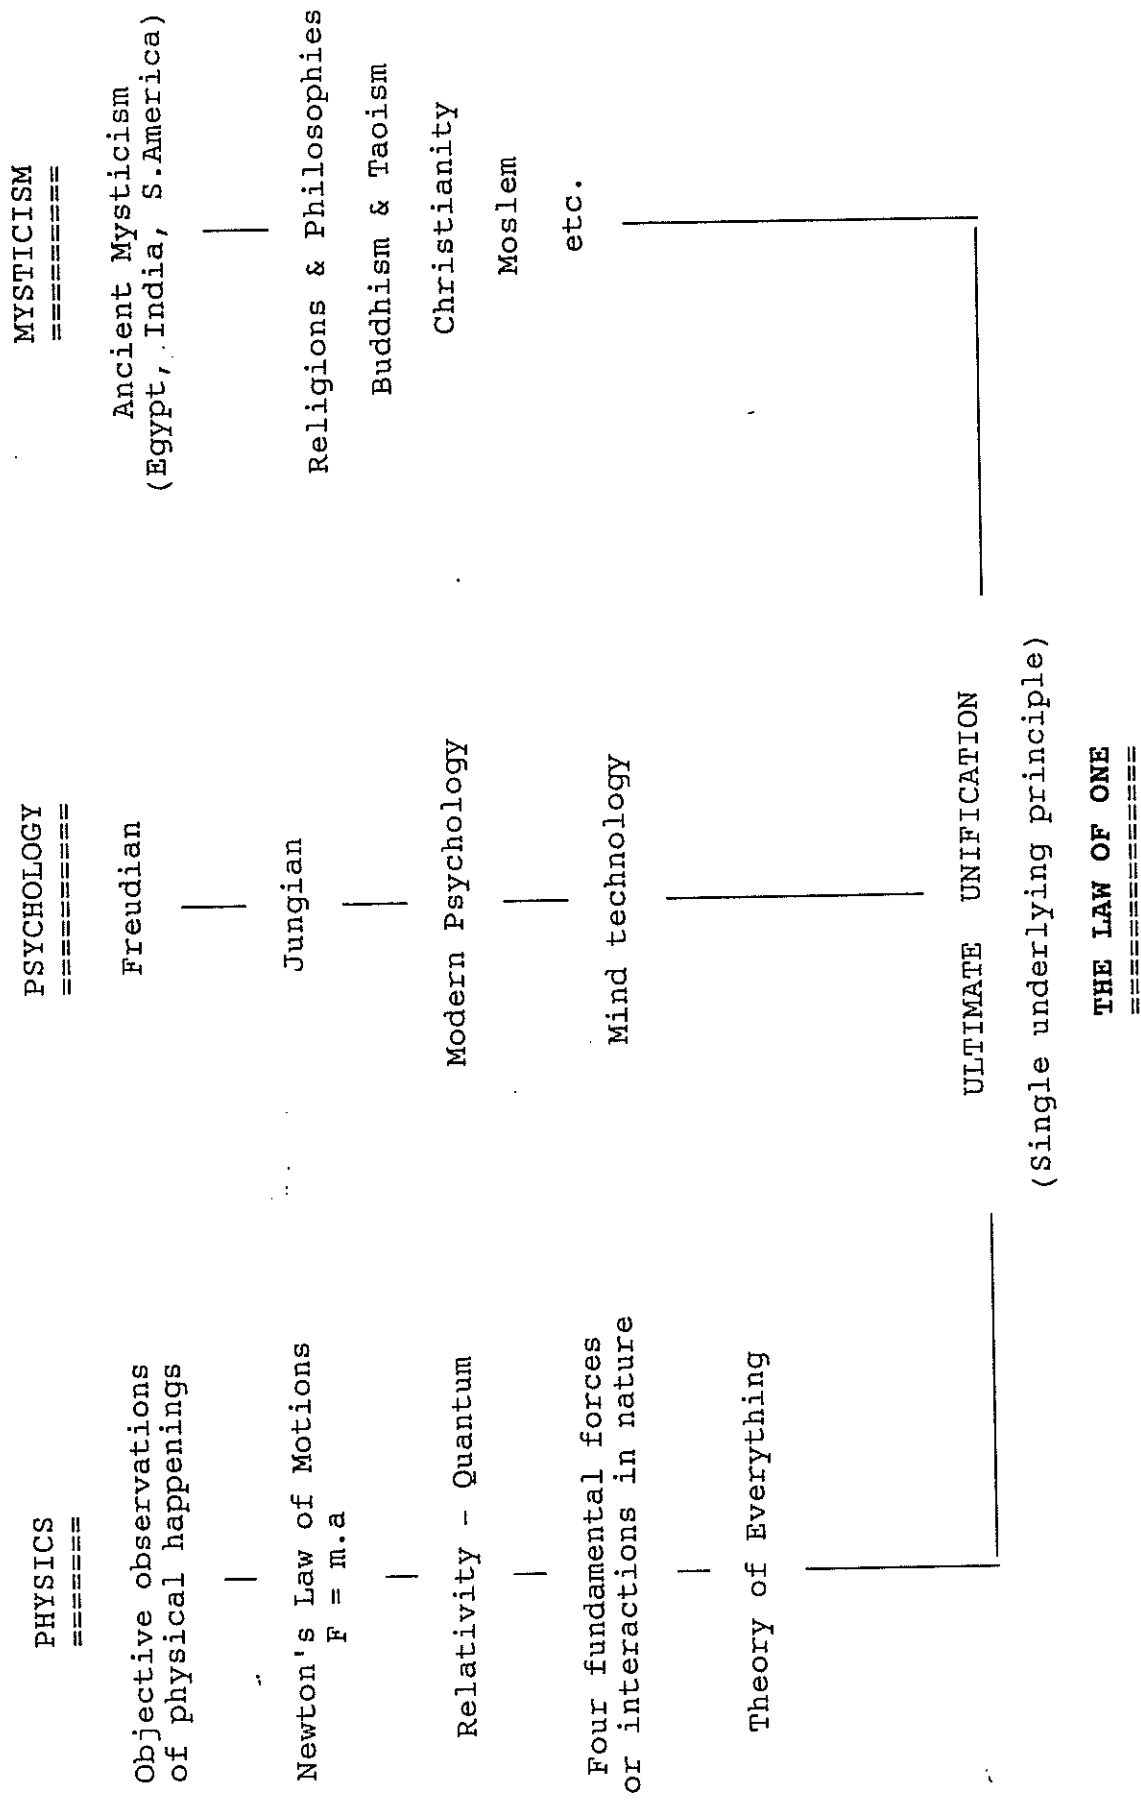 PHYSICS
=======
Objective observations
of physical happenings
Newton's Law of Motions
F = m.a
Relativity - Quantum
Four fundamental forces
or interactions in nature
Theory of Everything
PSYCHOLOGY
==========
Freudian
Jungian
Modern Psychology
Mind technology
MYSTICISM
=========
Ancient Mysticism
(Egypt, India, S.America)
Religions & Philosophies
Buddhism & Taoism
Christianity
Moslem
etc.
ULTIMATE UNIFICATION
(Single underlying principle)
THE LAW OF ONE
==============